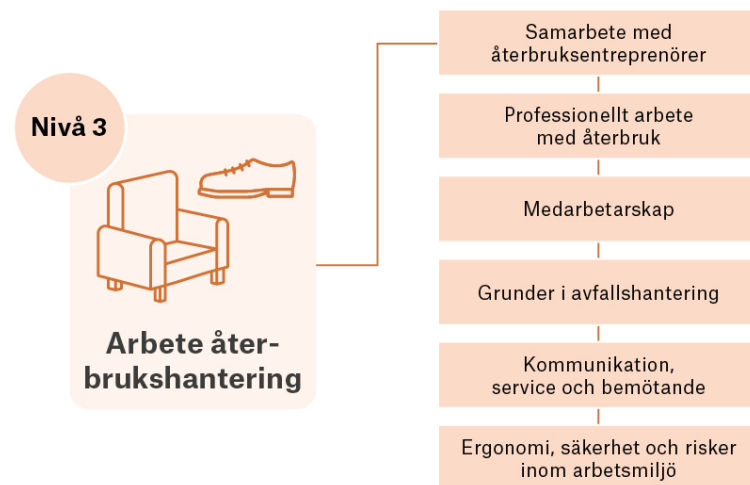 Nivå 3
Arbete åter-
brukshantering
Samarbete med
återbruksentreprenörer
Professionellt arbete
med återbruk
Medarbetarskap
Grunder i avfallshantering
Kommunikation,
service och bemötande
Ergonomi, säkerhet och risker
inom arbetsmiljö